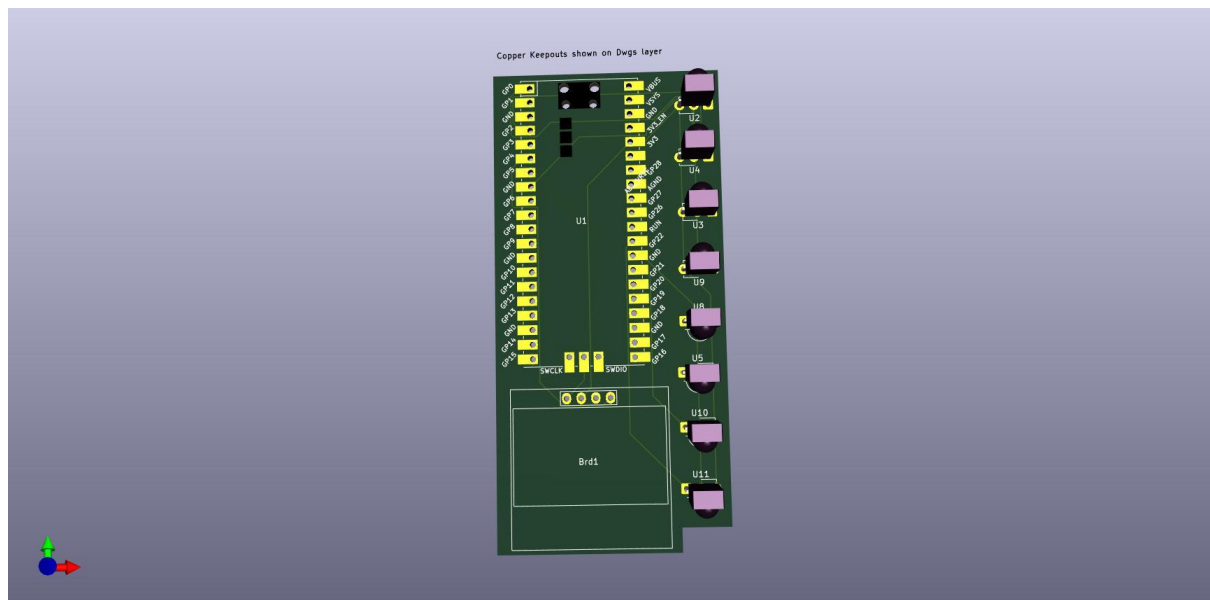 Copper Keepouts shown on Dwgs layer
GP0
GP1
GND
GP2
GP3
GP4
GP5
GND
GP6
GP7
GP8
GP9
GND
GP10
GP11
GP12
GP13
GND
GP14
GP15
U1
VBUS
VSYS
GND
3V3_EN
3V3
GP28
AGND
GP27
GP26
RUN
GP22
GND
GP21
GP20
GP19
GP18
GND
GP17
GP16
SWCLK
SWDIO
Brd1
U2
U4
U3
U9
U8
U5
U10
U11